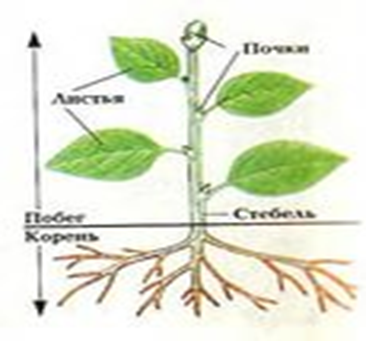 Почки
Листья
Стебель
Побег
Корень